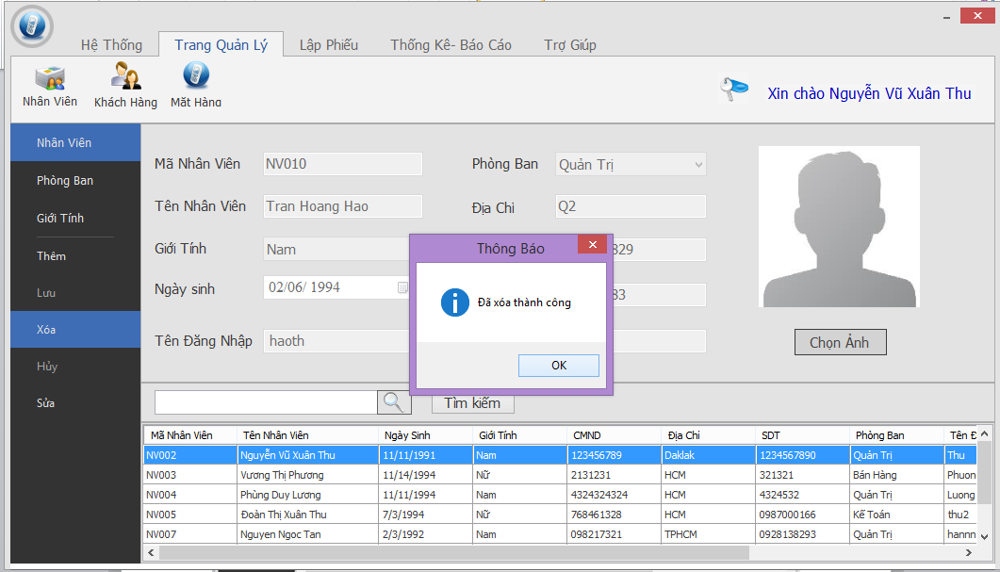 Hệ Thống Trang Quản Lý Lập Phiếu Thống Kê- Báo Cáo Trợ Giúp
Nhân Viên Khách Hàng Măt Hàng
Xin chào Nguyễn Vũ Xuân Thu
Nhân Viên
Phòng Ban
Giới Tính
Thêm
Lưu
Xóa
Hủy
Sửa
Mã Nhân Viên NV010 Phòng Ban Quản Trị
Tên Nhân Viên Tran Hoang Hao Địa Chỉ Q2
Giới Tính Nam 829
Ngày sinh 02/06/ 1994 83
Tên Đăng Nhập haoth
Chọn Ảnh
Thông Báo
Đã xóa thành công
OK
Tìm kiếm
Mã Nhân Viên Tên Nhân Viên Ngày Sinh Giới Tính CMND Địa Chỉ SDT Phòng Ban Tên Đ
NV002 Nguyễn Vũ Xuân Thu 11/11/1991 Nam 123456789 Daklak 1234567890 Quản Trị Thu
NV003 Vương Thị Phương 11/14/1994 Nữ 2131231 HCM 321321 Bán Hàng Phuon
NV004 Phùng Duy Lương 11/11/1994 Nam 4324324324 HCM 4324532 Quản Trị Luong
NV005 Đoàn Thị Xuân Thu 7/3/1994 Nữ 768461328 HCM 0987000166 Kế Toán thu2
NV007 Nguyen Ngoc Tan 2/3/1992 Nam 098217321 TPHCM 0928138293 Quản Trị hannn